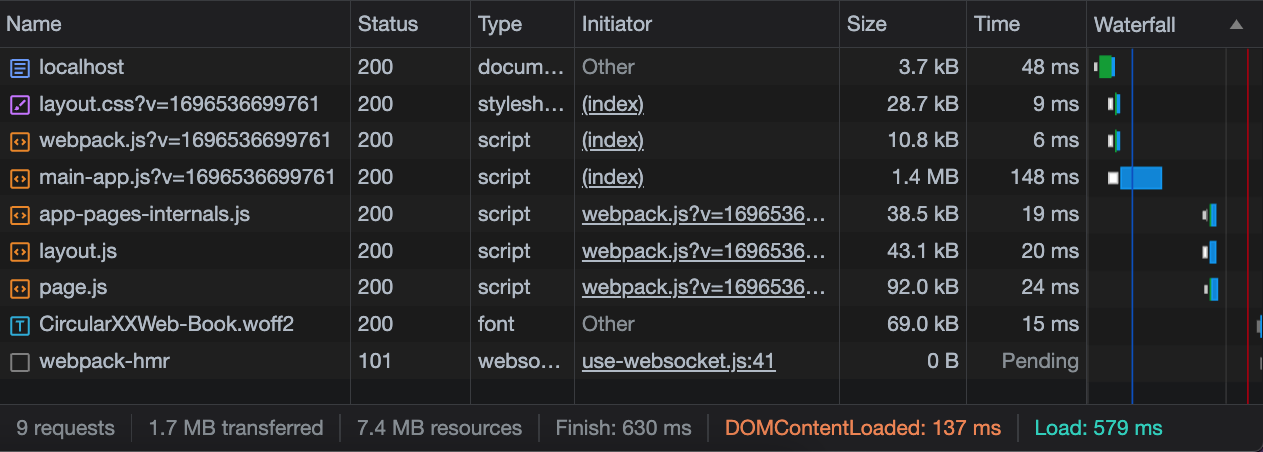 Name Status Type Initiator Size Time Waterfall
localhost 200 docum... Other 3.7 kB 48 ms
layout.css?v=1696536699761 200 stylesh... (index) 28.7 kB 9 ms
webpack.js?v=1696536699761 200 script (index) 10.8 kB 6 ms
main-app.js?v=1696536699761 200 script (index) 1.4 MB 148 ms
app-pages-internals.js 200 script webpack.js?v=1696536... 38.5 kB 19 ms
layout.js 200 script webpack.js?v=1696536... 43.1 kB 20 ms
page.js 200 script webpack.js?v=1696536... 92.0 kB 24 ms
CircularXXWeb-Book.woff2 200 font Other 69.0 kB 15 ms
webpack-hmr 101 webso... use-websocket.js:41 0 B Pending
9 requests 1.7 MB transferred 7.4 MB resources Finish: 630 ms DOMContentLoaded: 137 ms Load: 579 ms